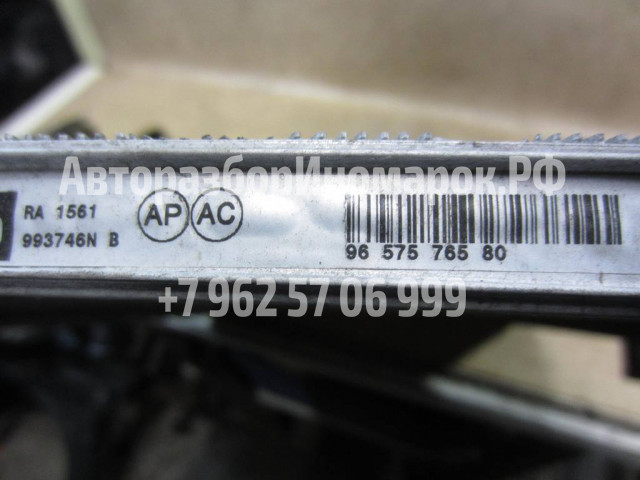 АвторазборИномарок.РФ
RA 1561
993746N B
AP AC
96 575 765 80
+7 962 57 06 999